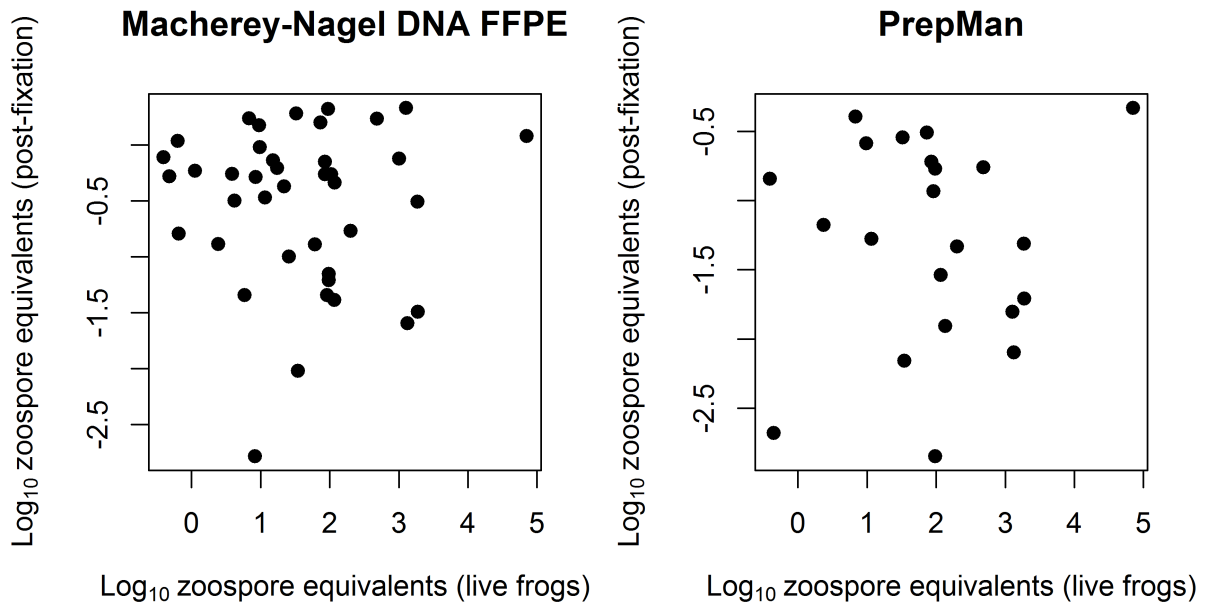 Macherey-Nagel DNA FFPE
Log10 zoospore equivalents (post-fixation)
-0.5
-1.5
-2.5
0 1 2 3 4 5
Log10 zoospore equivalents (live frogs)
PrepMan
Log10 zoospore equivalents (post-fixation)
-0.5
-1.5
-2.5
0 1 2 3 4 5
Log10 zoospore equivalents (live frogs)